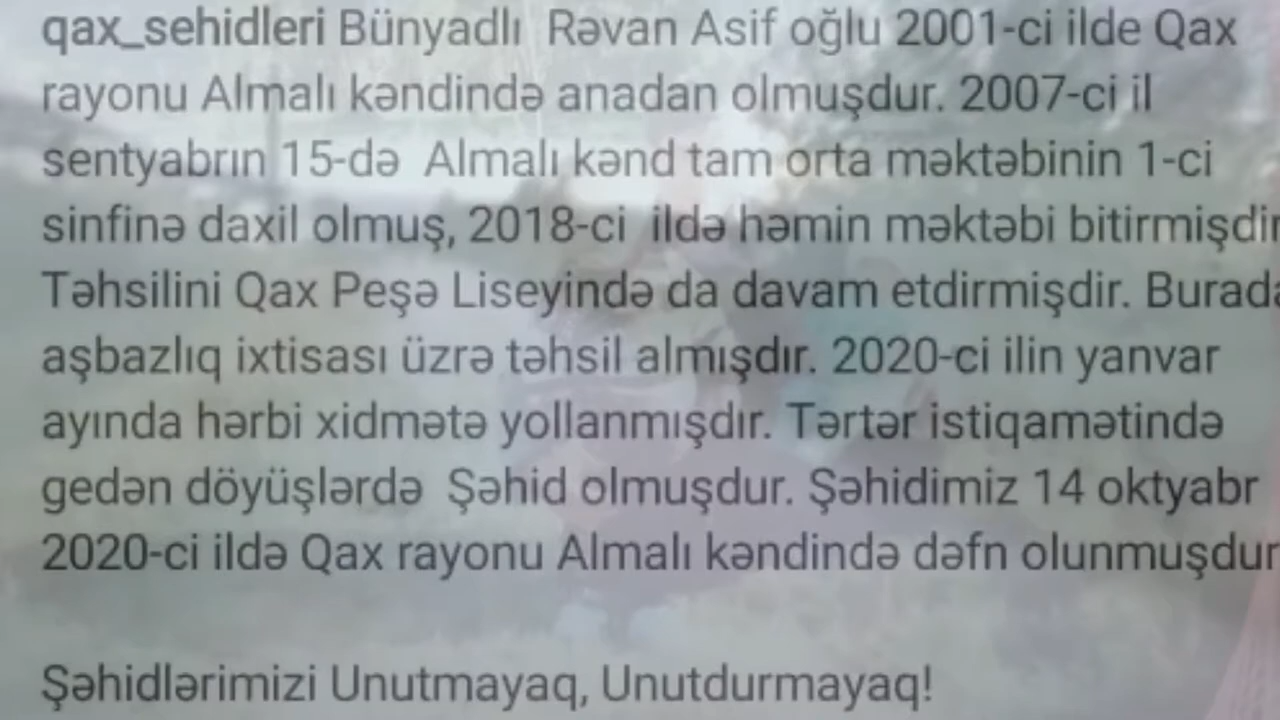 qax_sehidleri Bünyadlı Rəvan Asif oğlu 2001-ci ilde Qax
rayonu Almalı kəndində anadan olmuşdur. 2007-ci il
sentyabrın 15-də Almalı kənd tam orta məktəbinin 1-ci
sinfinə daxil olmuş, 2018-ci ildə həmin məktəbi bitirmişdir
Təhsilini Qax Peşə Liseyində da davam etdirmişdir. Burada
aşbazlıq ixtisası üzrə təhsil almışdır. 2020-ci ilin yanvar
ayında hərbi xidmətə yollanmışdır. Tərtər istiqamətində
gedən döyüşlərdə Şəhid olmuşdur. Şəhidimiz 14 oktyabr
2020-ci ildə Qax rayonu Almalı kəndində dəfn olunmuşdur
Şəhidlərimizi Unutmayaq, Unutdurmayaq!